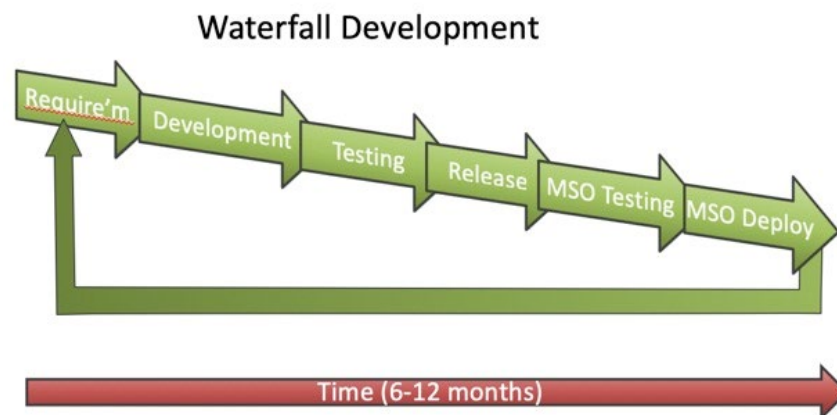 Waterfall Development
Require'm
Development
Testing
Release
MSO Testing
MSO Deploy
Time (6-12 months)